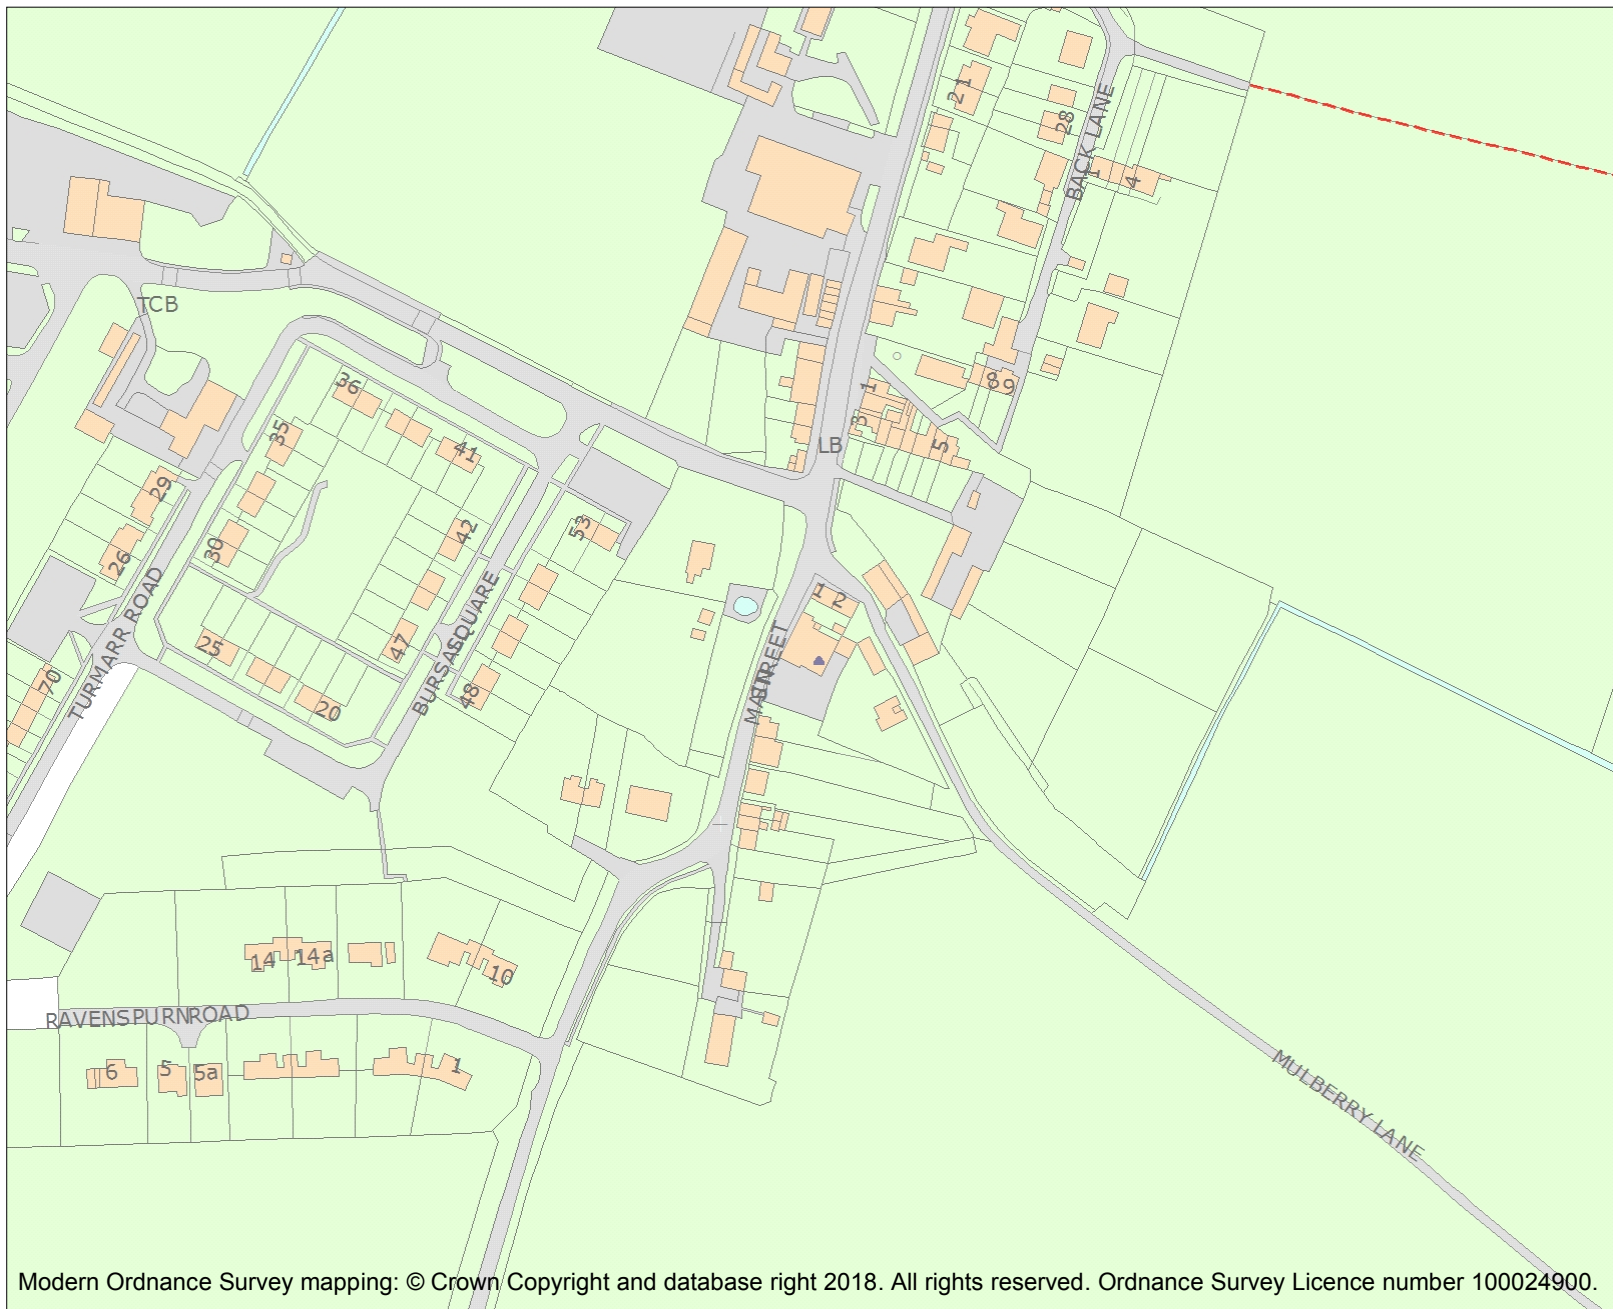 2 1
28
BACK LANE
1
4
TCB
36
1
8 9
3
35
41
LB
5
29
42
53
30
26
1 2
TURMARR ROAD
BURSALL SQUARE
25
47
MAIN STREET
70
48
20
14
14a
10
RAVENSPURN ROAD
6
5
5a
1
MULBERRY LANE
Modern Ordnance Survey mapping: © Crown Copyright and database right 2018. All rights reserved. Ordnance Survey Licence number 100024900.